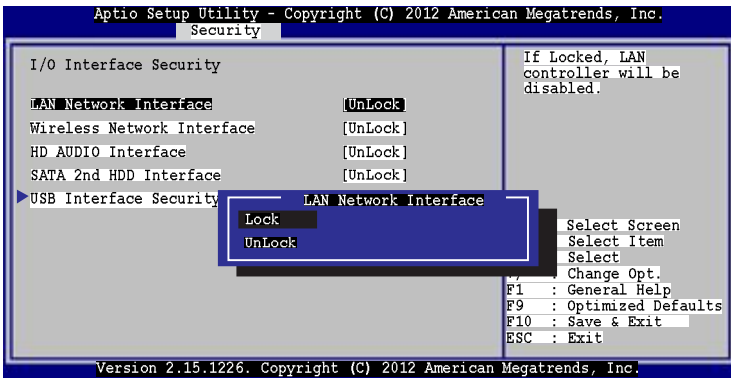 Aptio Setup Utility - Copyright (C) 2012 American Megatrends, Inc.
Security
I/O Interface Security
LAN Network Interface [UnLock]
Wireless Network Interface [UnLock]
HD AUDIO Interface [UnLock]
SATA 2nd HDD Interface [UnLock]
USB Interface Security
LAN Network Interface
Lock
UnLock
If Locked, LAN
controller will be
disabled.
Select Screen
Select Item
Select
: Change Opt.
F1 : General Help
F9 : Optimized Defaults
F10 : Save & Exit
ESC : Exit
Version 2.15.1226. Copyright (C) 2012 American Megatrends, Inc.